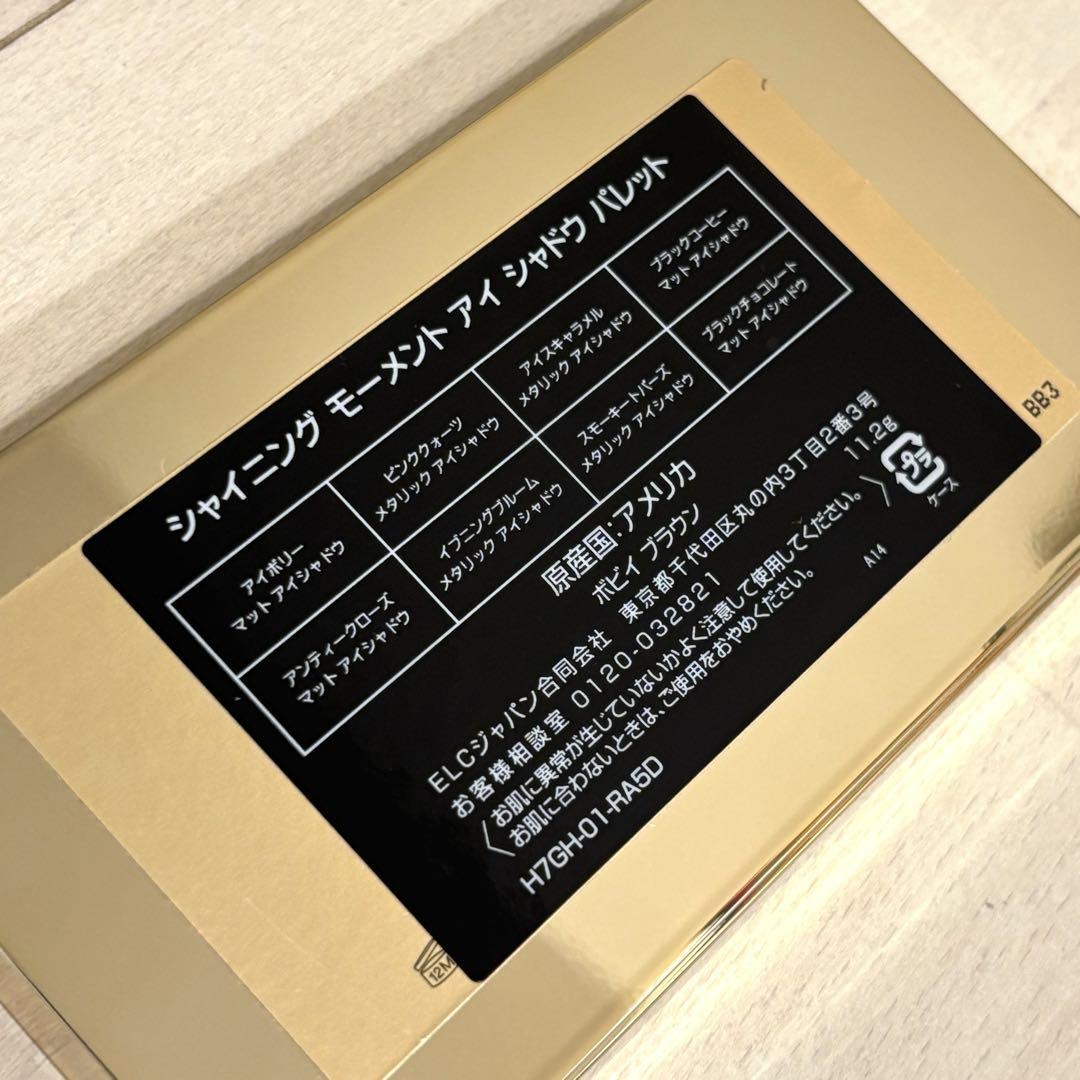 シャイニング モーメント アイ シャドウ パレット
アイボリー
マット アイシャドウ
ピンククォーツ
メタリック アイシャドウ
アイスキャラメル
メタリック アイシャドウ
ブラックコーヒー
マット アイシャドウ
アンティークローズ
マット アイシャドウ
イブニングブルーム
メタリック アイシャドウ
スモーキートパーズ
メタリック アイシャドウ
ブラックチョコレート
マット アイシャドウ
原産国:アメリカ
ボビイ ブラウン
ELCジャパン合同会社 東京都千代田区丸の内3丁目2番3号
お客様相談室 0120-032821
11.2g
お肌に異常が生じていないかよく注意して使用してください。
お肌に合わないときは、ご使用をおやめください。
プラ
ケース
H7GH-01-RA5D
A14
BB3
12M